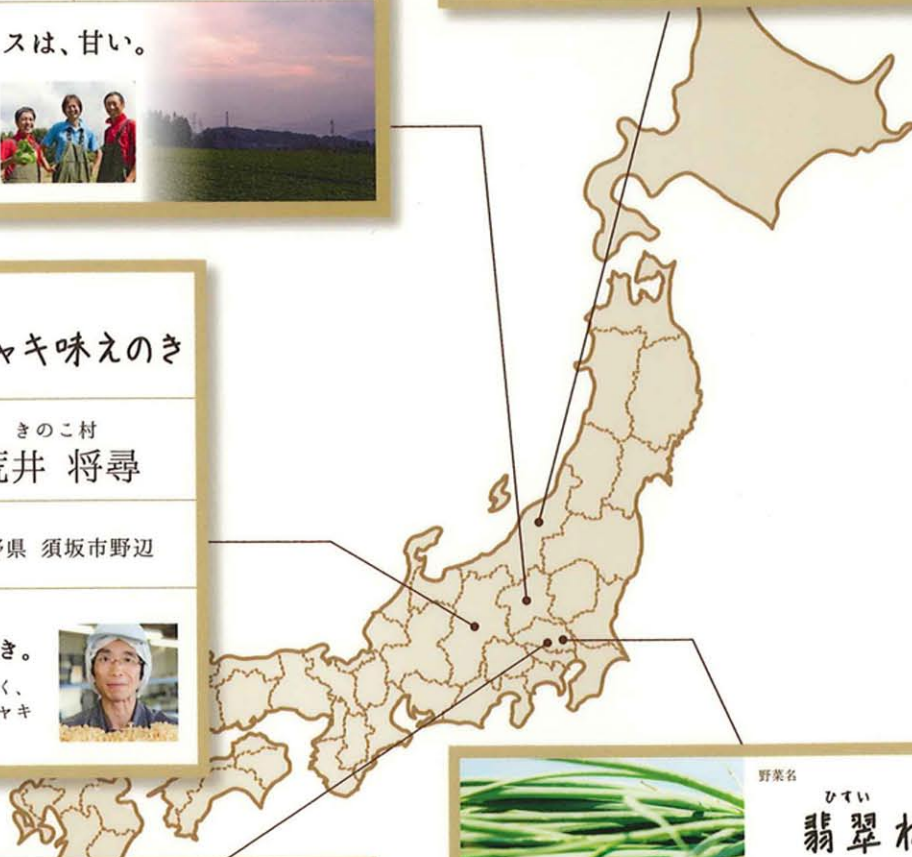 スは、甘い。
ャキ味えのき
きのこ村
荒井 将尋
県 須坂市野辺
き。
く、
ャキ
野菜名
ひすい
翡翠